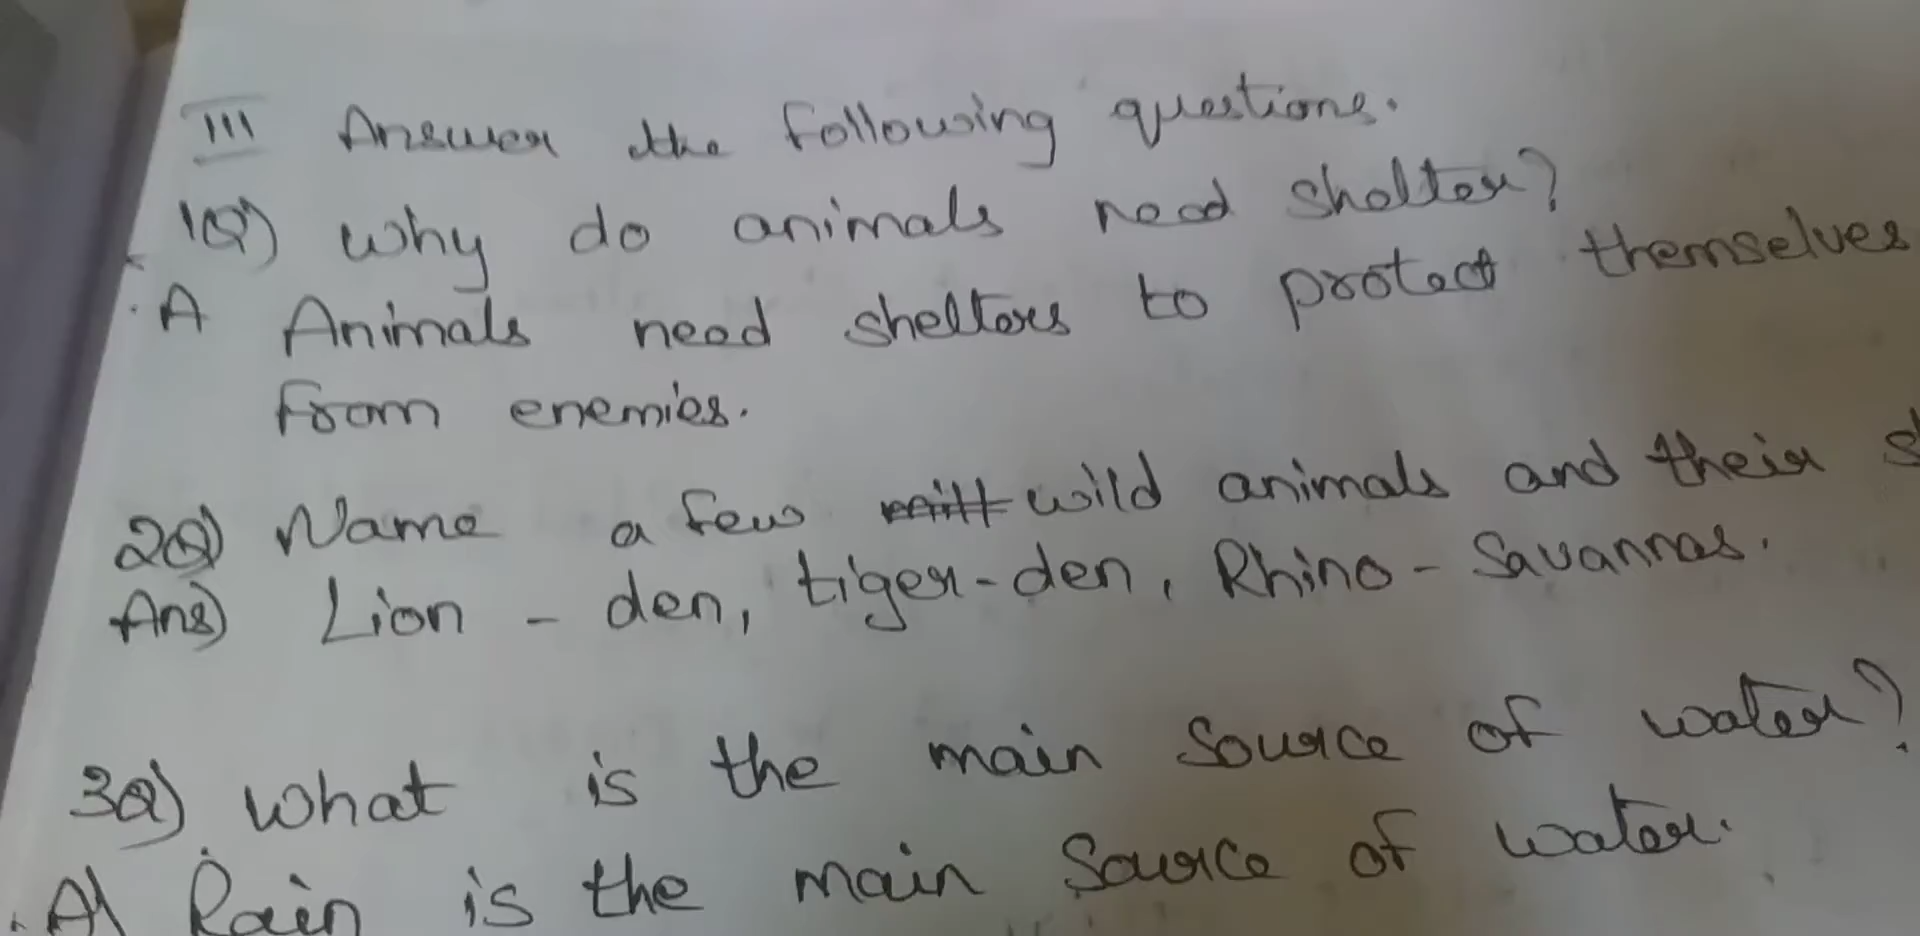 III Answer the following questions.
1Q) Why do animals need shelter?
A Animals need shelters to protect themselves
from enemies.
2Q) Name a few wild animals and their
Ans) Lion - den, tiger-den, Rhino - Savannas.
3Q) What is the main source of water?
A) Rain is the main source of water.